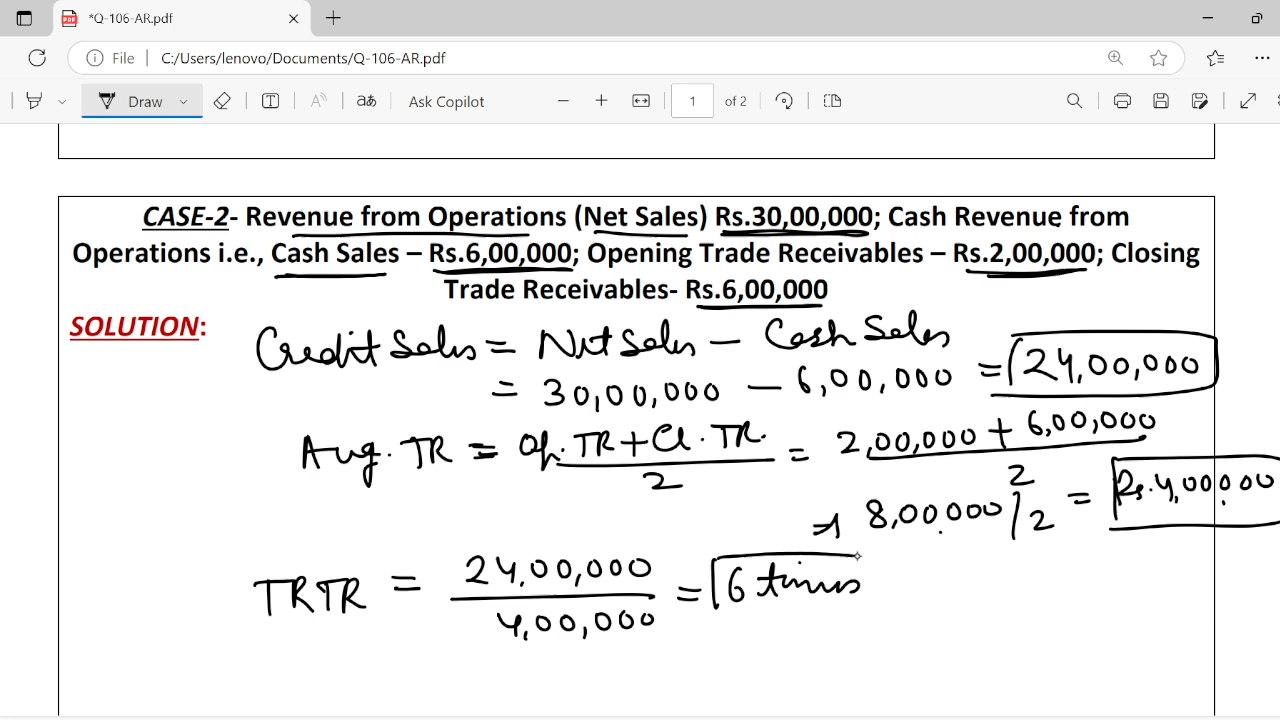 *Q-106-AR.pdf
File C:/Users/lenovo/Documents/Q-106-AR.pdf
Draw Ask Copilot 1 of 2
CASE-2- Revenue from Operations (Net Sales) Rs.30,00,000; Cash Revenue from
Operations i.e., Cash Sales – Rs.6,00,000; Opening Trade Receivables – Rs.2,00,000; Closing
Trade Receivables- Rs.6,00,000
SOLUTION:
Credit Sales = Net Sales – Cash Sales
= 30,00,000 – 6,00,000 = 24,00,000
Avg. TR = Op. TR + Cl. TR. / 2 = 2,00,000 + 6,00,000 / 2
⇒ 8,00,000/2 = Rs. 4,00,000
TRTR = 24,00,000 / 4,00,000 = 6 times